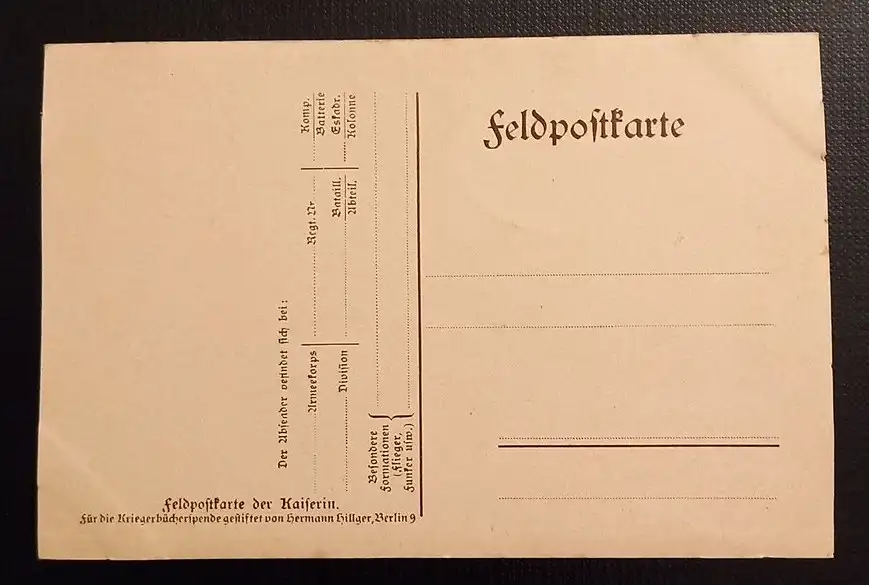 Feldpostkarte
Der Absender befindet sich bei:
Armeekorps
Regt. Nr.
Komp.
Batterie
Division
Bataill.
Abteil.
Eskadr.
Kolonne
Besondere
Formationen
(Flieger,
Funker usw.)
Feldpostkarte der Kaiserin.
Für die Kriegerbücherspende gestiftet von Hermann Hillger, Berlin 9